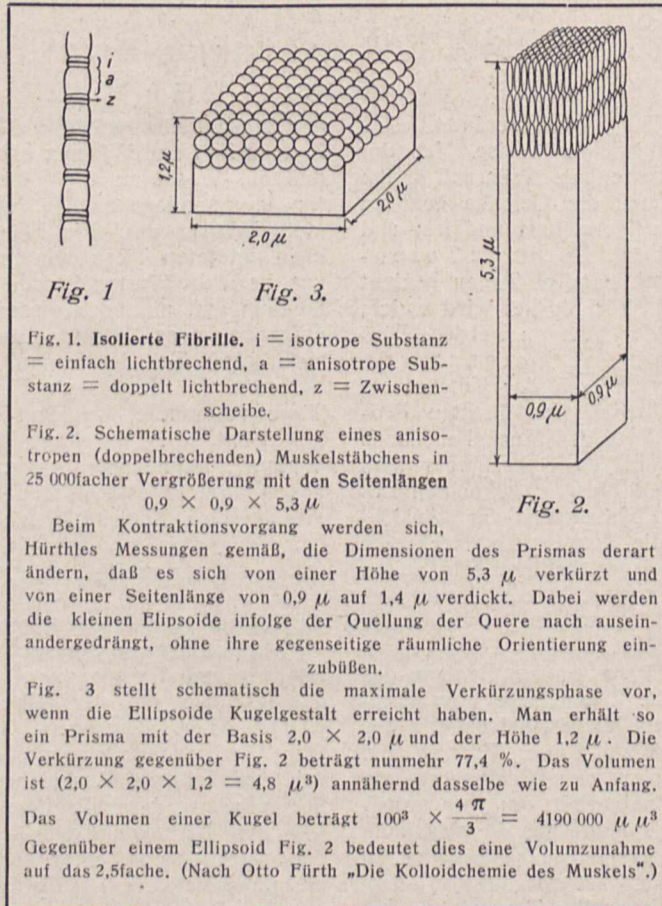 i
a
z
1,2 μ
2,0 μ
2,0 μ
5,3 μ
0,9 μ
0,9 μ
Fig. 1
Fig. 3.
Fig. 1. Isolierte Fibrille. i = isotrope Substanz
= einfach lichtbrechend, a = anisotrope Sub-
stanz = doppelt lichtbrechend, z = Zwischen-
scheibe.
Fig. 2. Schematische Darstellung eines aniso-
tropen (doppelbrechenden) Muskelstäbchens in
25 000facher Vergrößerung mit den Seitenlängen
0,9 × 0,9 × 5,3 μ
Fig. 2.
Beim Kontraktionsvorgang werden sich,
Hürthles Messungen gemäß, die Dimensionen des Prismas derart
ändern, daß es sich von einer Höhe von 5,3 μ verkürzt und
von einer Seitenlänge von 0,9 μ auf 1,4 μ verdickt. Dabei werden
die kleinen Elipsoide infolge der Quellung der Quere nach ausein-
andergedrängt, ohne ihre gegenseitige räumliche Orientierung ein-
zubüßen.
Fig. 3 stellt schematisch die maximale Verkürzungsphase vor,
wenn die Ellipsoide Kugelgestalt erreicht haben. Man erhält so
ein Prisma mit der Basis 2,0 × 2,0 μ und der Höhe 1,2 μ. Die
Verkürzung gegenüber Fig. 2 beträgt nunmehr 77,4 %. Das Volumen
ist (2,0 × 2,0 × 1,2 = 4,8 μ³) annähernd dasselbe wie zu Anfang.
Das Volumen einer Kugel beträgt 100³ × 4 π / 3 = 4190 000 μ μ³
Gegenüber einem Ellipsoid Fig. 2 bedeutet dies eine Volumzunahme
auf das 2,5fache. (Nach Otto Fürth „Die Kolloidchemie des Muskels“.)